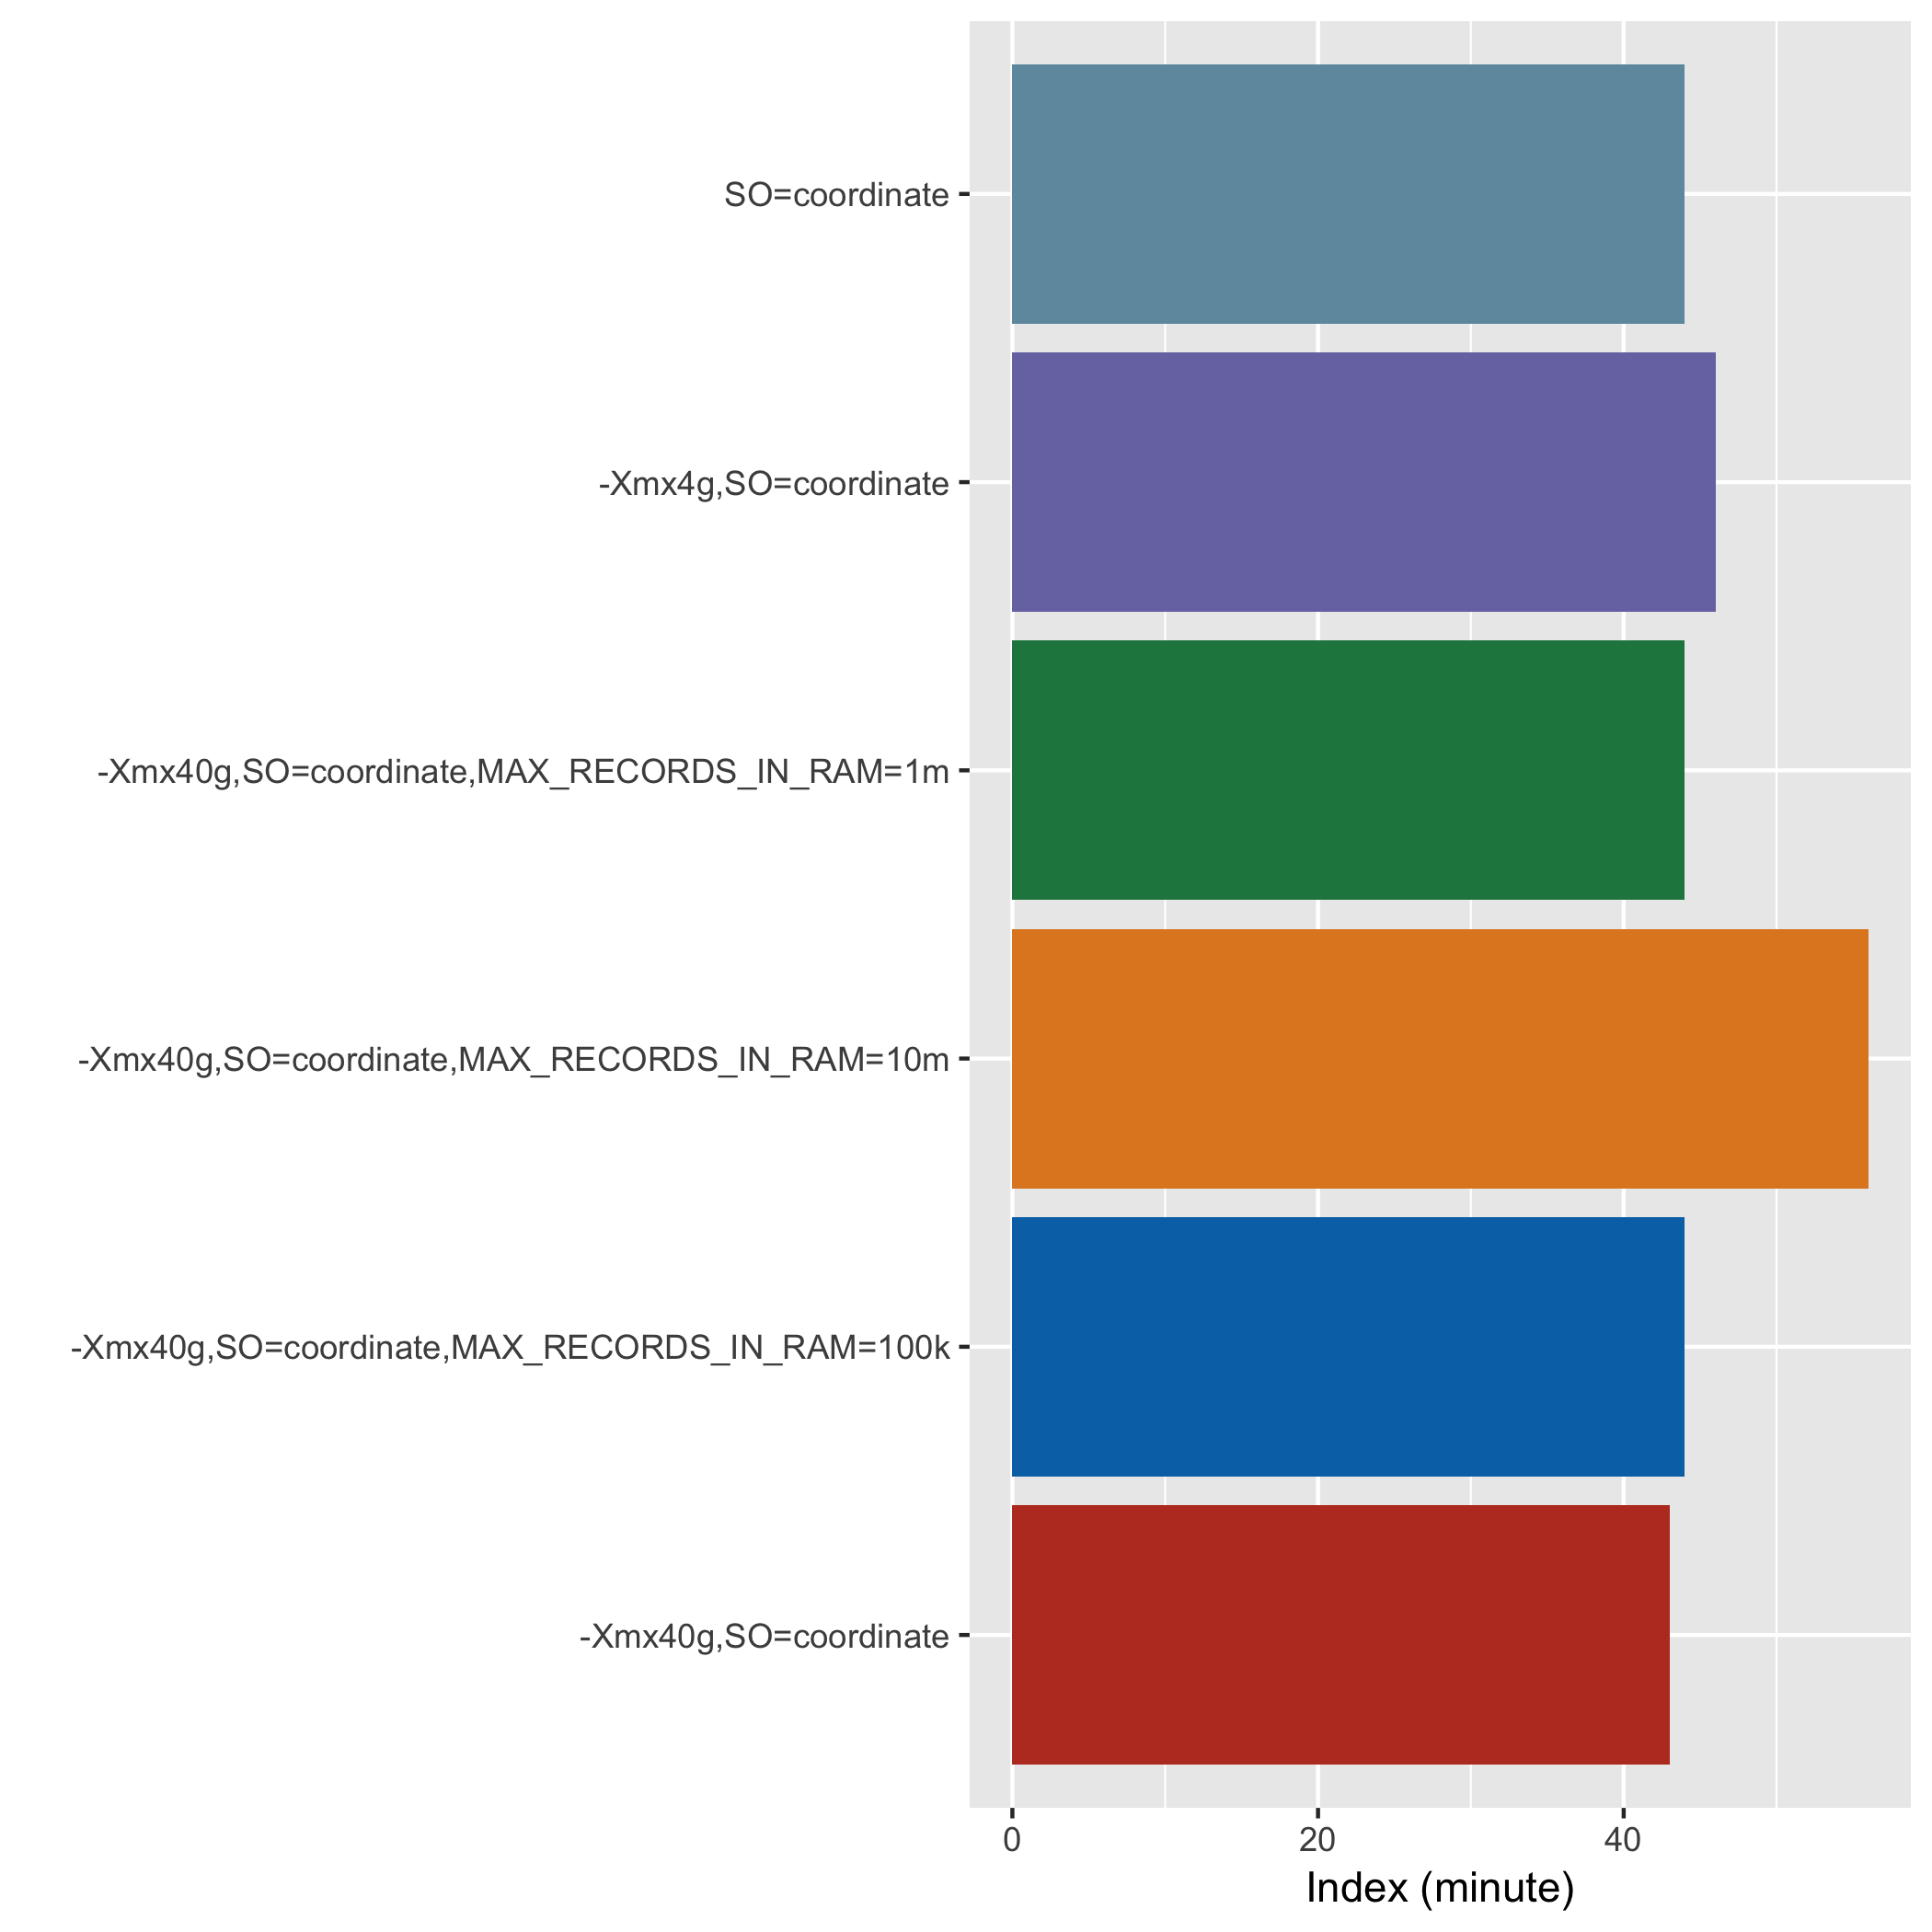 SO=coordinate
-Xmx4g,SO=coordinate
-Xmx40g,SO=coordinate,MAX_RECORDS_IN_RAM=1m
-Xmx40g,SO=coordinate,MAX_RECORDS_IN_RAM=10m
-Xmx40g,SO=coordinate,MAX_RECORDS_IN_RAM=100k
-Xmx40g,SO=coordinate
0 20 40
Index (minute)